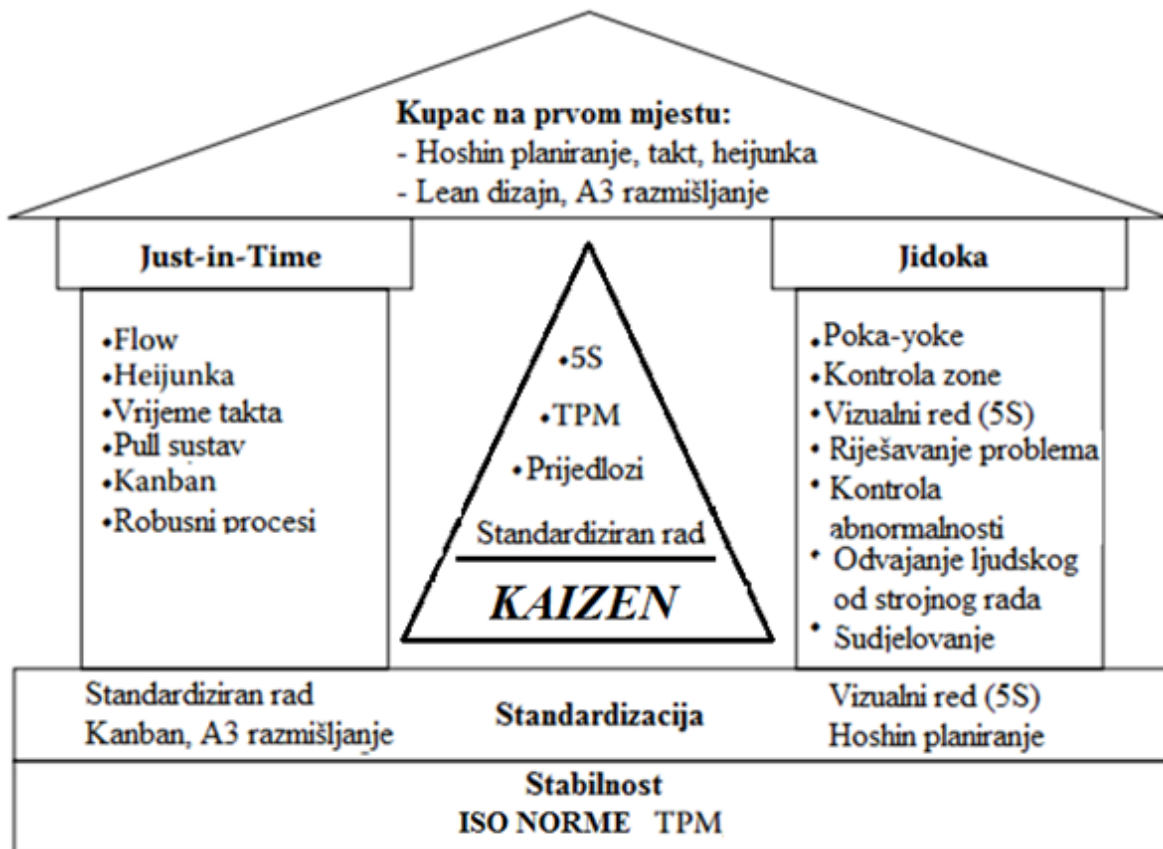 Kupac na prvom mjestu:
- Hoshin planiranje, takt, heijunka
- Lean dizajn, A3 razmišljanje
Just-in-Time
•Flow
•Heijunka
•Vrijeme takta
•Pull sustav
•Kanban
•Robusni procesi
•5S
•TPM
•Prijedlozi
Standardiziran rad
KAIZEN
Jidoka
•Poka-yoke
•Kontrola zone
•Vizualni red (5S)
• Riješavanje problema
• Kontrola
abnormalnosti
• Odvajanje ljudskog
od strojnog rada
• Sudjelovanje
Standardiziran rad
Kanban, A3 razmišljanje
Standardizacija
Vizualni red (5S)
Hoshin planiranje
Stabilnost
ISO NORME TPM